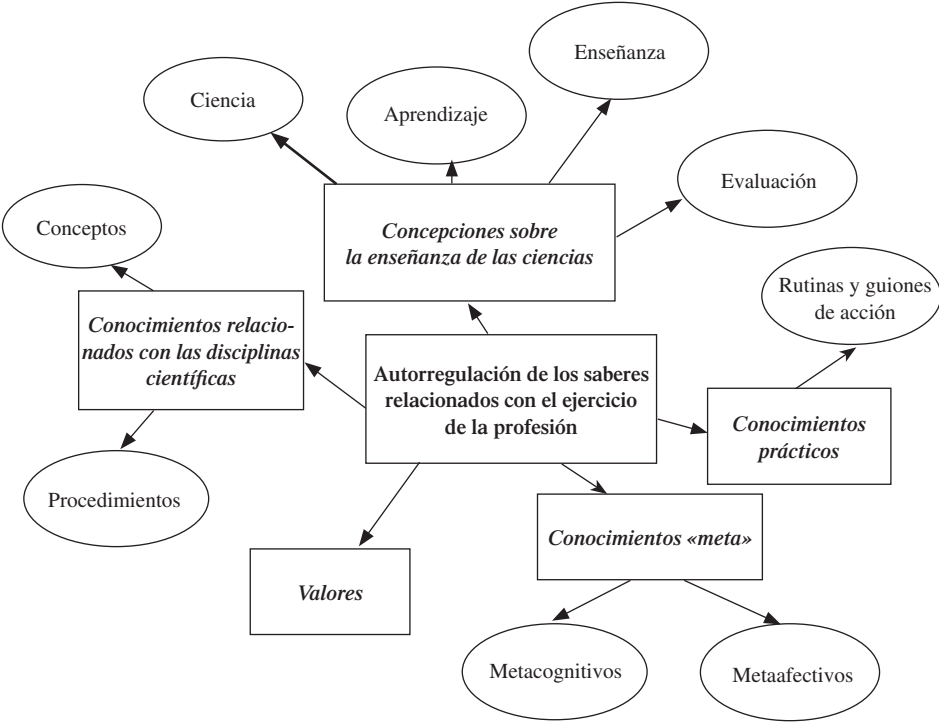 Enseñanza
Ciencia
Aprendizaje
Evaluación
Conceptos
Concepciones sobre
la enseñanza de las ciencias
Rutinas y guiones
de acción
Conocimientos relacio-
nados con las disciplinas
científicas
Autorregulación de los saberes
relacionados con el ejercicio
de la profesión
Conocimientos
prácticos
Procedimientos
Conocimientos «meta»
Valores
Metacognitivos
Metaafectivos